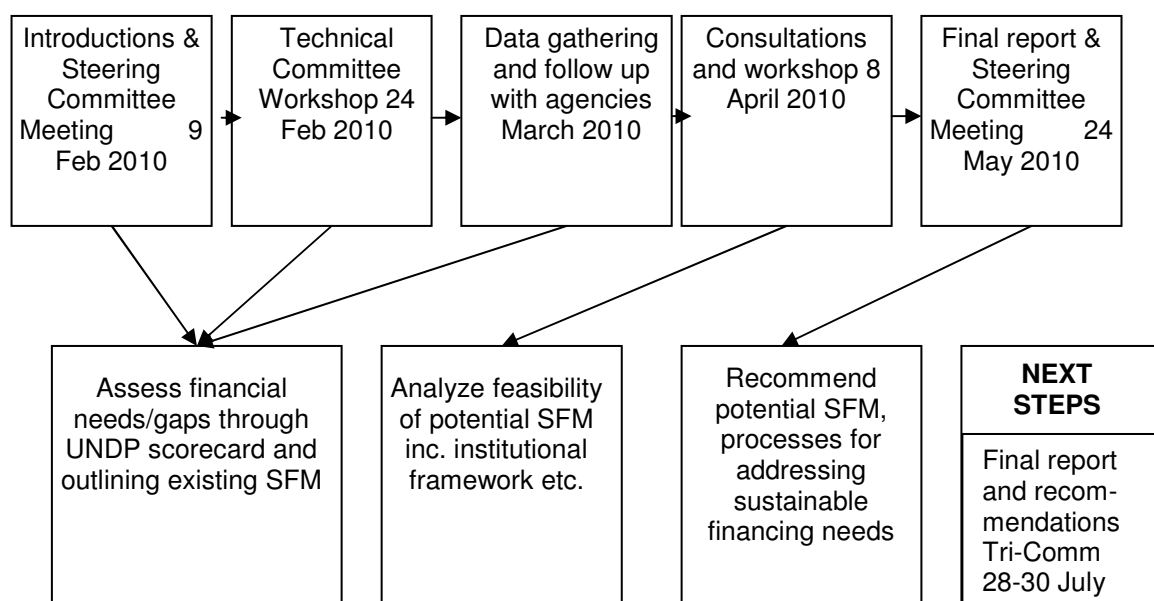 Introductions &
Steering
Committee
Meeting 9
Feb 2010
Technical
Committee
Workshop 24
Feb 2010
Data gathering
and follow up
with agencies
March 2010
Consultations
and workshop 8
April 2010
Final report &
Steering
Committee
Meeting 24
May 2010
Assess financial
needs/gaps through
UNDP scorecard and
outlining existing SFM
Analyze feasibility
of potential SFM
inc. institutional
framework etc.
Recommend
potential SFM,
processes for
addressing
sustainable
financing needs
NEXT
STEPS
Final report
and recom-
mendations
Tri-Comm
28-30 July